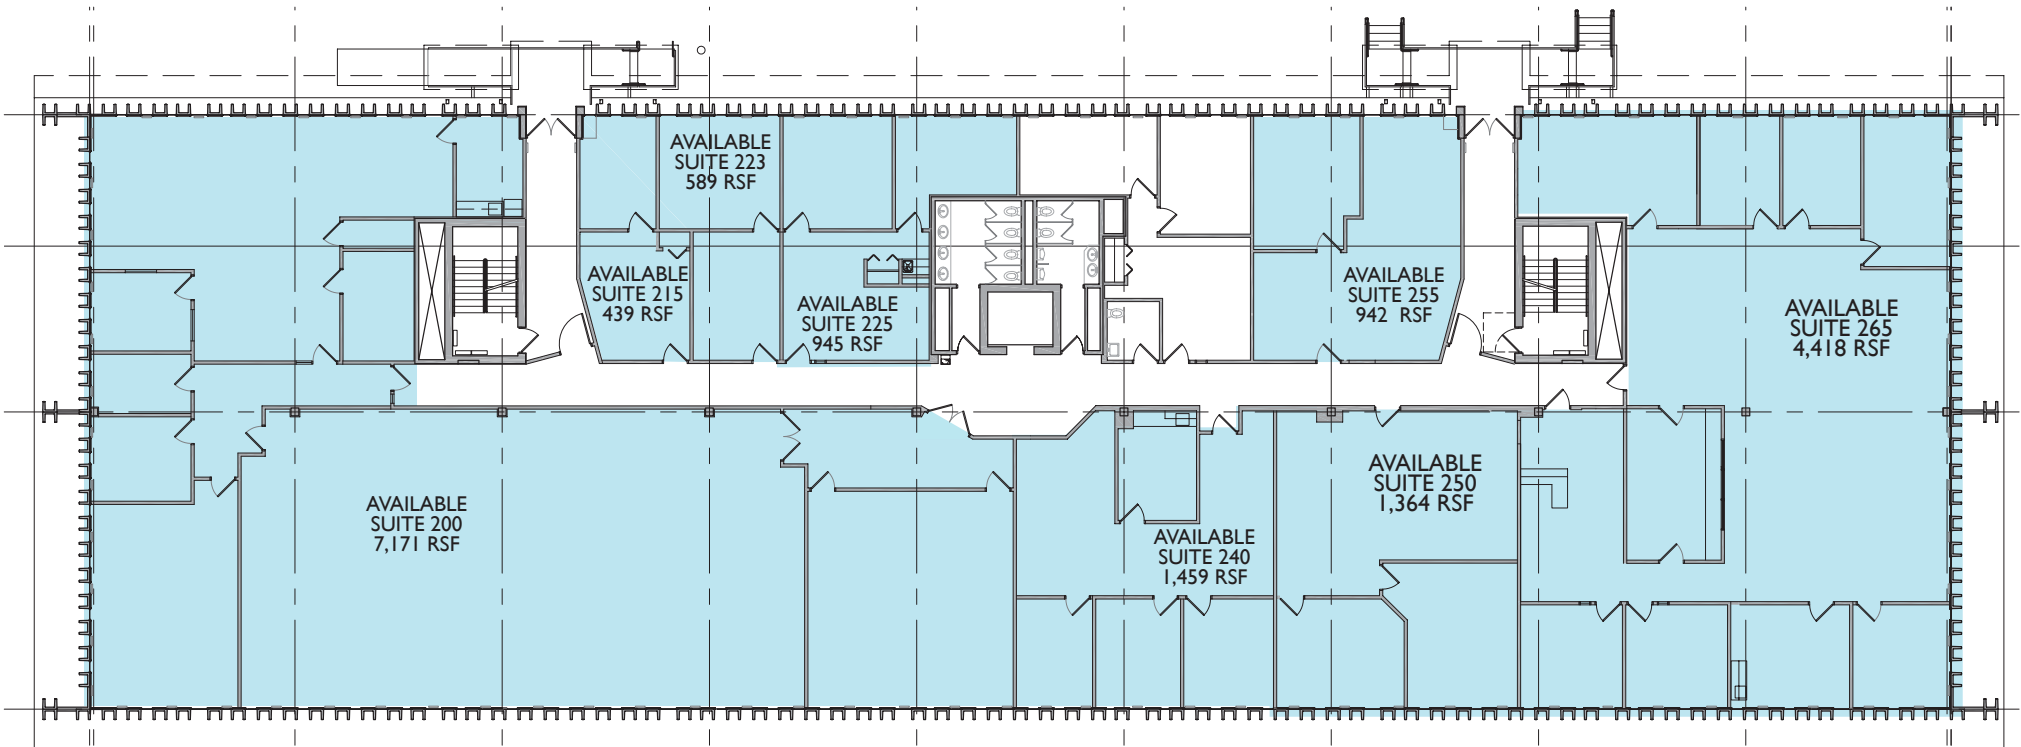 AVAILABLE
SUITE 223
589 RSF
AVAILABLE
SUITE 215
439 RSF
AVAILABLE
SUITE 225
945 RSF
AVAILABLE
SUITE 255
942 RSF
AVAILABLE
SUITE 265
4,418 RSF
AVAILABLE
SUITE 200
7,171 RSF
AVAILABLE
SUITE 240
1,459 RSF
AVAILABLE
SUITE 250
1,364 RSF